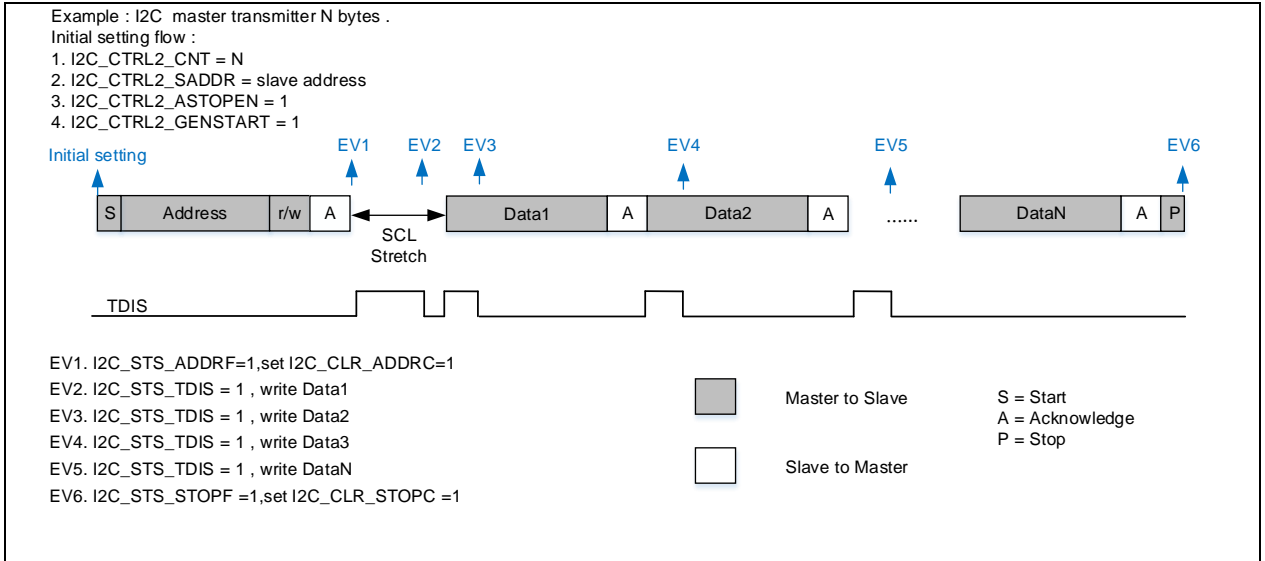 Example : I2C master transmitter N bytes .
Initial setting flow :
1. I2C_CTRL2_CNT = N
2. I2C_CTRL2_SADDR = slave address
3. I2C_CTRL2_ASTOPEN = 1
4. I2C_CTRL2_GENSTART = 1
Initial setting EV1 EV2 EV3 EV4 EV5 EV6
S Address r/w A Data1 A Data2 A ...... DataN A P
SCL
Stretch
TDIS
EV1. I2C_STS_ADDRF=1,set I2C_CLR_ADDRC=1
EV2. I2C_STS_TDIS = 1 , write Data1
EV3. I2C_STS_TDIS = 1 , write Data2
EV4. I2C_STS_TDIS = 1 , write Data3
EV5. I2C_STS_TDIS = 1 , write DataN
EV6. I2C_STS_STOPF =1,set I2C_CLR_STOPC =1
Master to Slave
Slave to Master
S = Start
A = Acknowledge
P = Stop